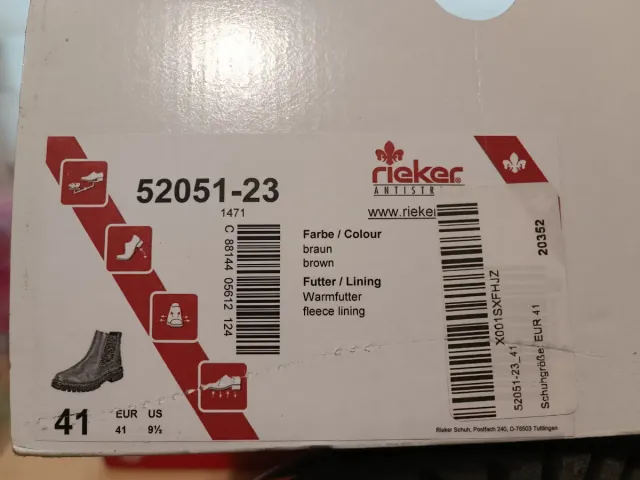 52051-23
1471
C 88144 05612 124
rieker
ANTISTR
www.rieker
Farbe / Colour
braun
brown
Futter / Lining
Warmfutter
fleece lining
X001SXFHJZ
52051-23_41
Schuhgröße: EUR 41
20352
41
EUR US
41 9½
Rieker Schuh, Postfach 240, D-78503 Tuttlingen